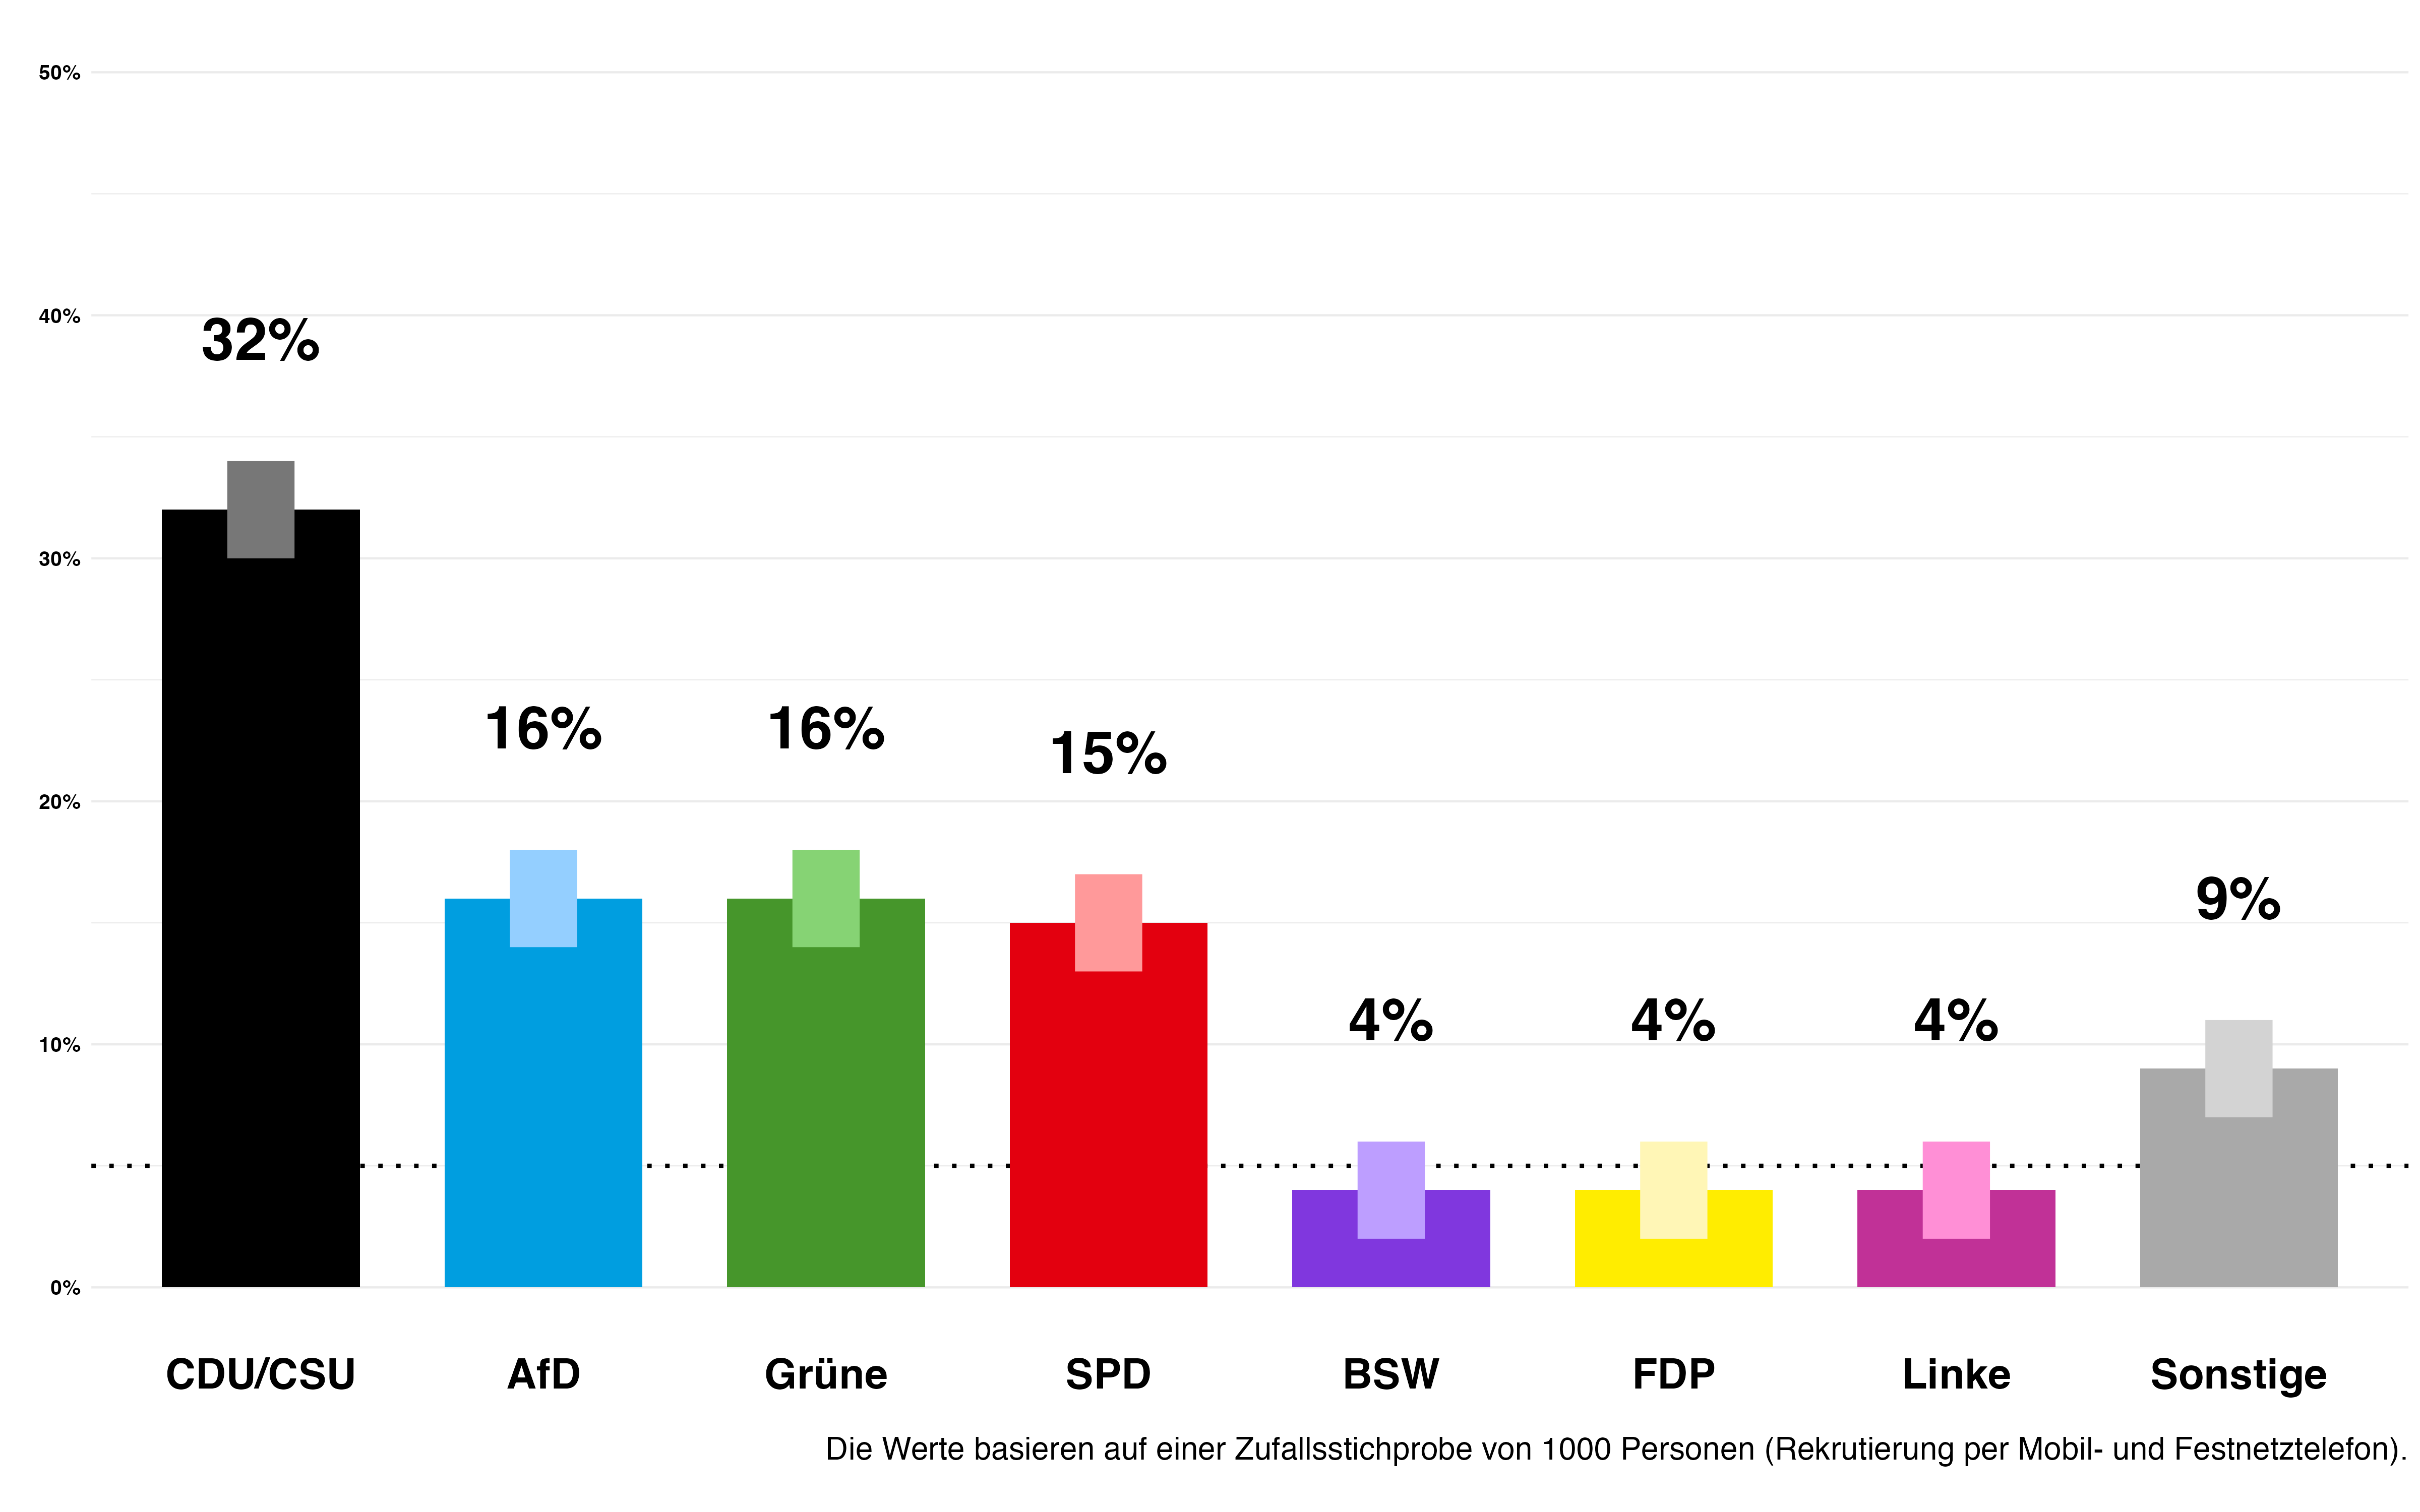 50%
40%
32%
30%
16% 16% 15%
20%
9%
4% 4% 4%
10%
0%
CDU/CSU AfD Grüne SPD BSW FDP Linke Sonstige
Die Werte basieren auf einer Zufallsstichprobe von 1000 Personen (Rekrutierung per Mobil- und Festnetztelefon).